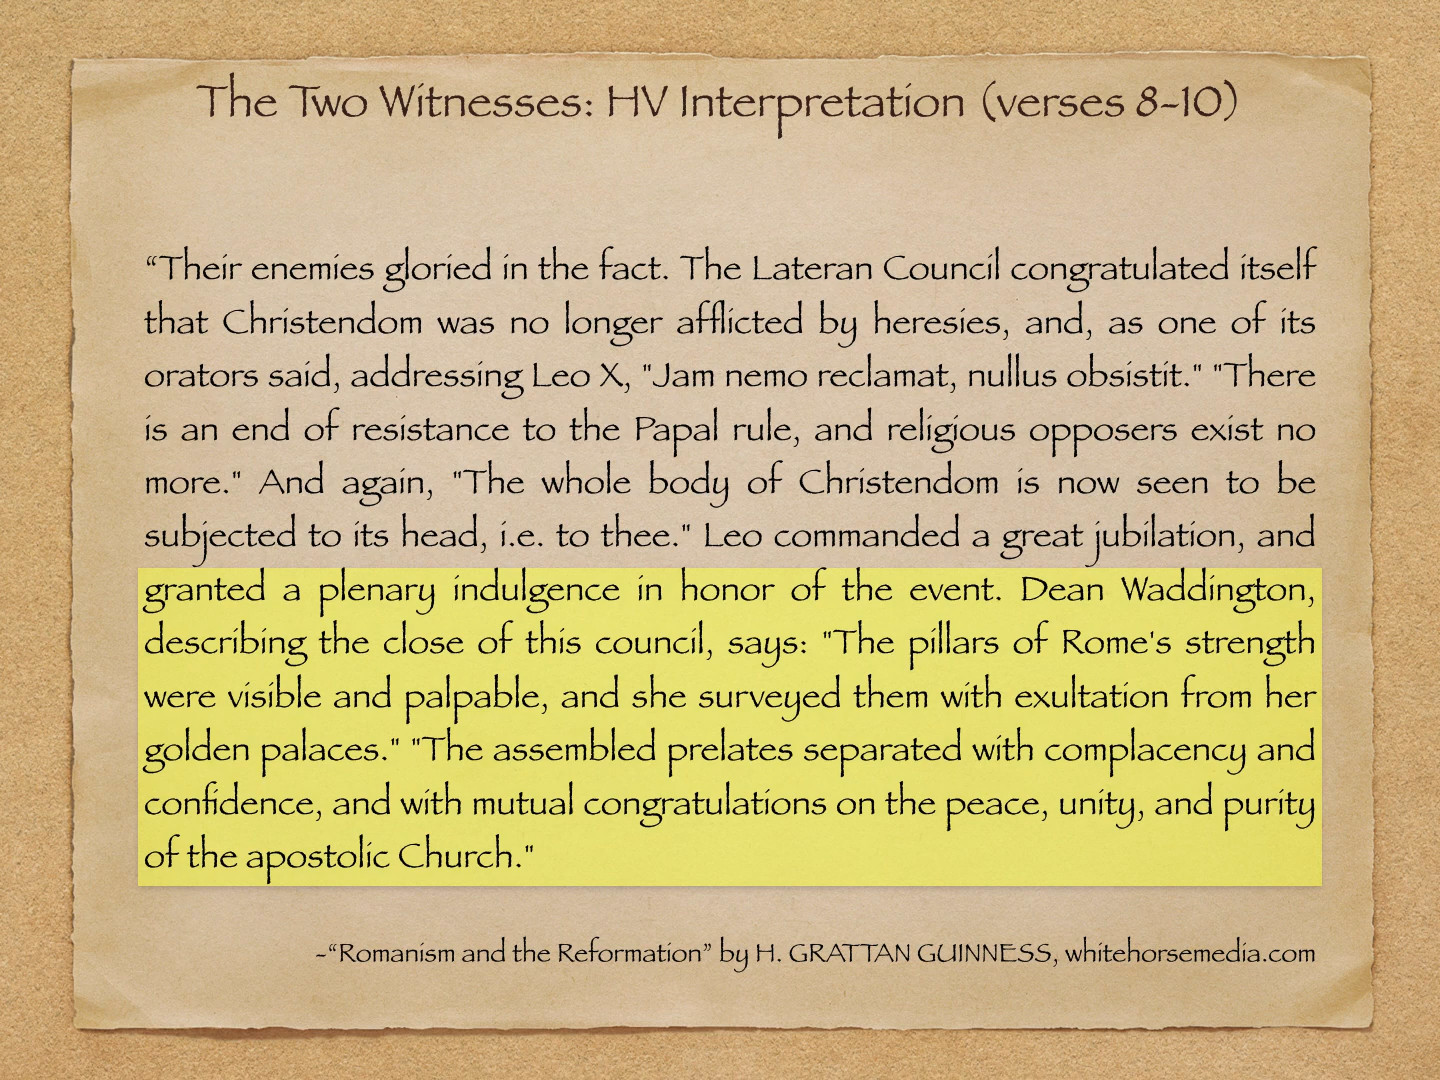 The Two Witnesses: HV Interpretation (verses 8-10)
“Their enemies gloried in the fact. The Lateran Council congratulated itself
that Christendom was no longer afflicted by heresies, and, as one of its
orators said, addressing Leo X, "Jam nemo reclamat, nullus obsistit." "There
is an end of resistance to the Papal rule, and religious opposers exist no
more." And again, "The whole body of Christendom is now seen to be
subjected to its head, i.e. to thee." Leo commanded a great jubilation, and
granted a plenary indulgence in honor of the event. Dean Waddington,
describing the close of this council, says: "The pillars of Rome's strength
were visible and palpable, and she surveyed them with exultation from her
golden palaces." "The assembled prelates separated with complacency and
confidence, and with mutual congratulations on the peace, unity, and purity
of the apostolic Church."
-“Romanism and the Reformation” by H. GRATTAN GUINNESS, whitehorsemedia.com